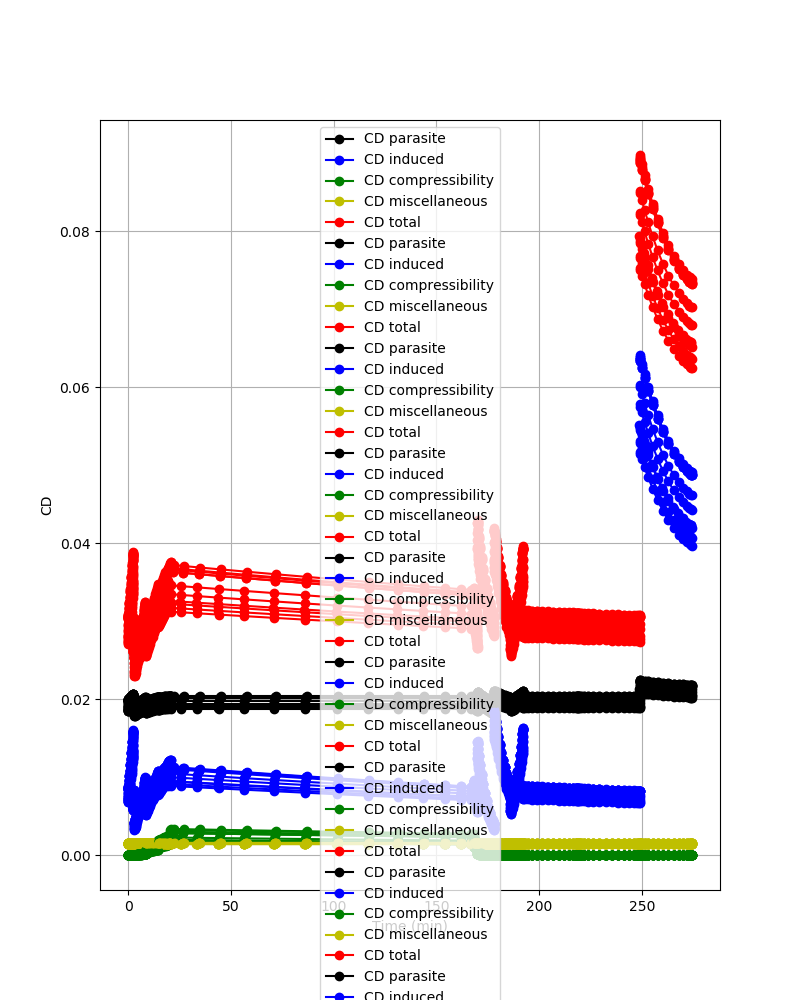 CD parasite
CD induced
CD compressibility
CD miscellaneous
CD total
CD parasite
CD induced
CD compressibility
CD miscellaneous
CD total
CD parasite
CD induced
CD compressibility
CD miscellaneous
CD total
CD parasite
CD induced
CD compressibility
CD miscellaneous
CD total
CD parasite
CD induced
CD compressibility
CD miscellaneous
CD total
CD parasite
CD induced
CD compressibility
CD miscellaneous
CD total
CD parasite
CD induced
CD compressibility
CD miscellaneous
CD total
CD parasite
CD induced
CD compressibility
CD miscellaneous
CD total
CD parasite
CD induced
0.08
0.06
0.04
0.02
0.00
CD
0 50 100 150 200 250
Time (min)